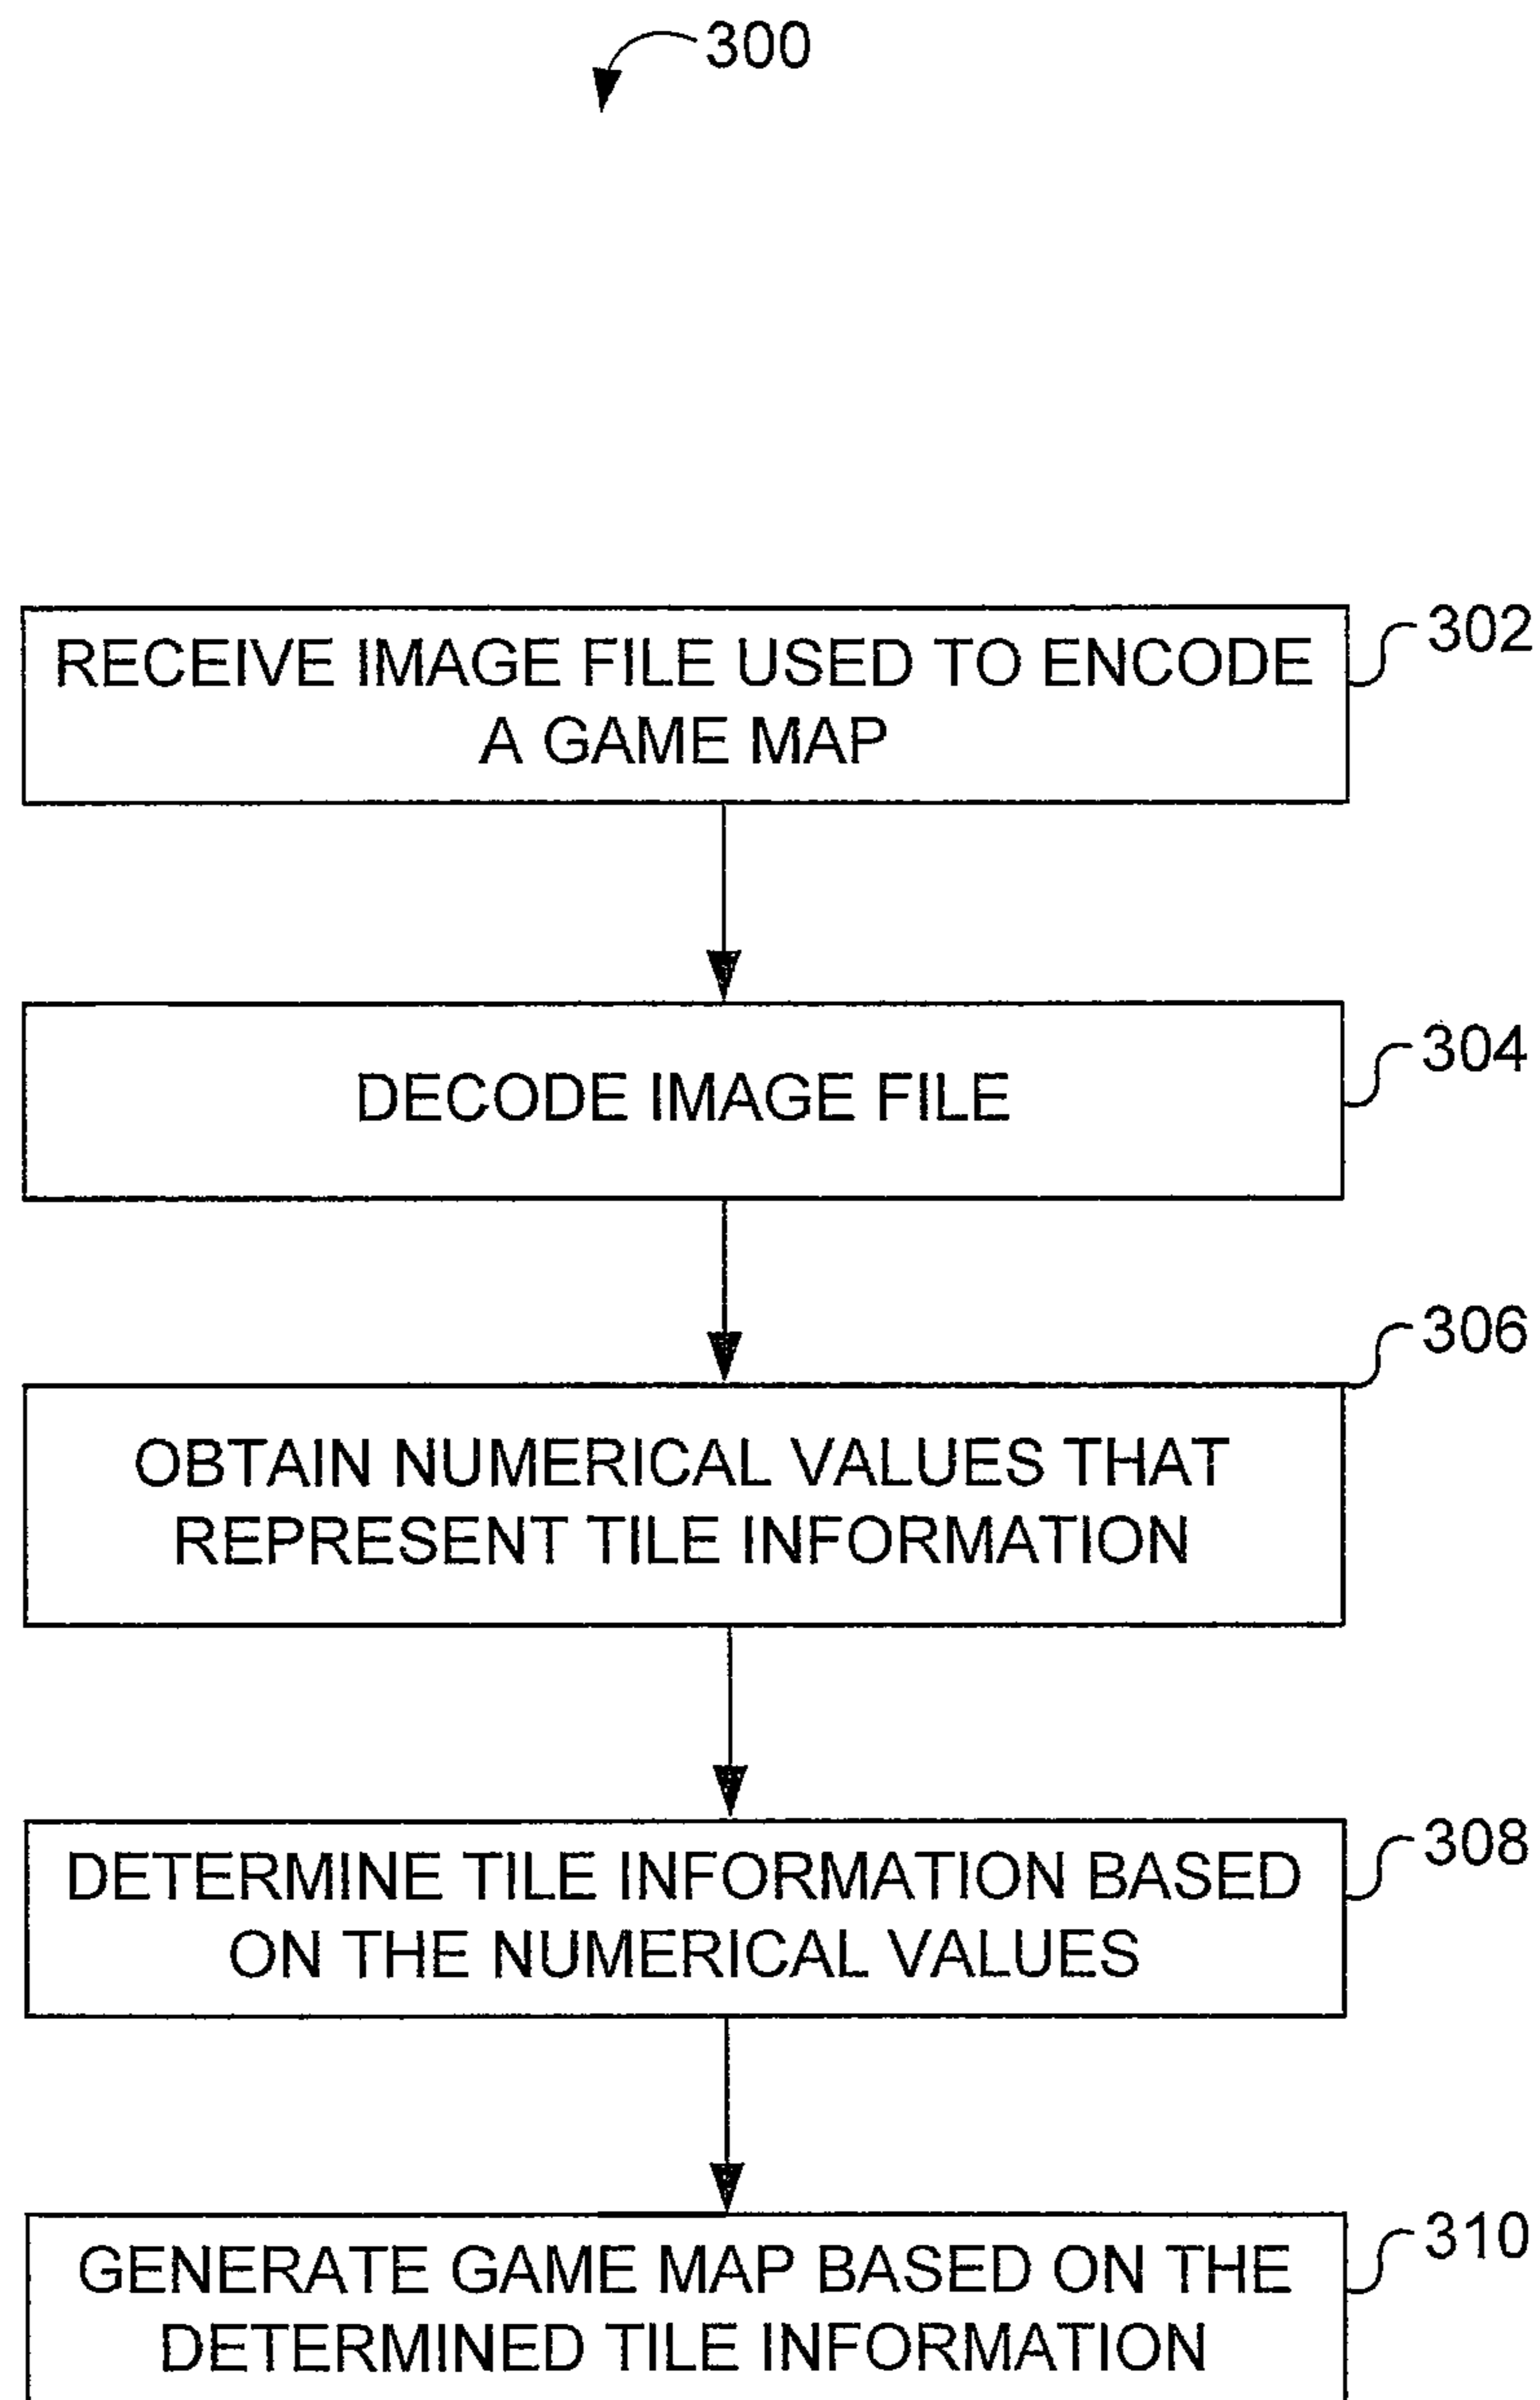 300
RECEIVE IMAGE FILE USED TO ENCODE
A GAME MAP
302
DECODE IMAGE FILE
304
306
OBTAIN NUMERICAL VALUES THAT
REPRESENT TILE INFORMATION
DETERMINE TILE INFORMATION BASED
ON THE NUMERICAL VALUES
308
GENERATE GAME MAP BASED ON THE
DETERMINED TILE INFORMATION
310